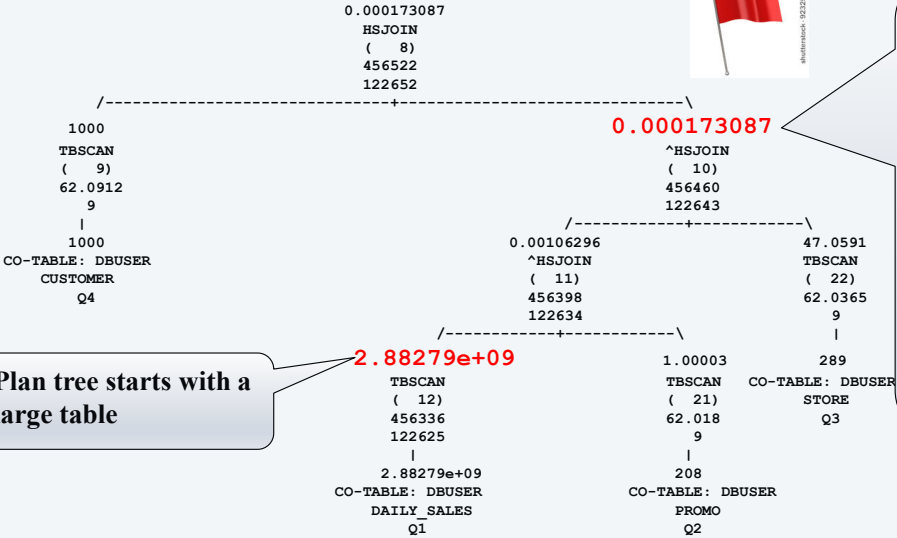 0.000173087
HSJOIN
( 8)
456522
122652
/--------------------------------+--------------------------------\
1000 0.000173087
TBSCAN ^HSJOIN
( 9) ( 10)
62.0912 456460
9 122643
| /------------+------------\
1000 0.00106296 47.0591
CO-TABLE: DBUSER ^HSJOIN TBSCAN
CUSTOMER ( 11) ( 22)
Q4 456398 62.0365
122634 9
/------------+------------\ |
2.88279e+09 1.00003 289
TBSCAN TBSCAN CO-TABLE: DBUSER
( 12) ( 21) STORE
456336 62.018 Q3
122625 9
| |
2.88279e+09 208
CO-TABLE: DBUSER CO-TABLE: DBUSER
DAILY_SALES PROMO
Q1 Q2
Plan tree starts with a
large table